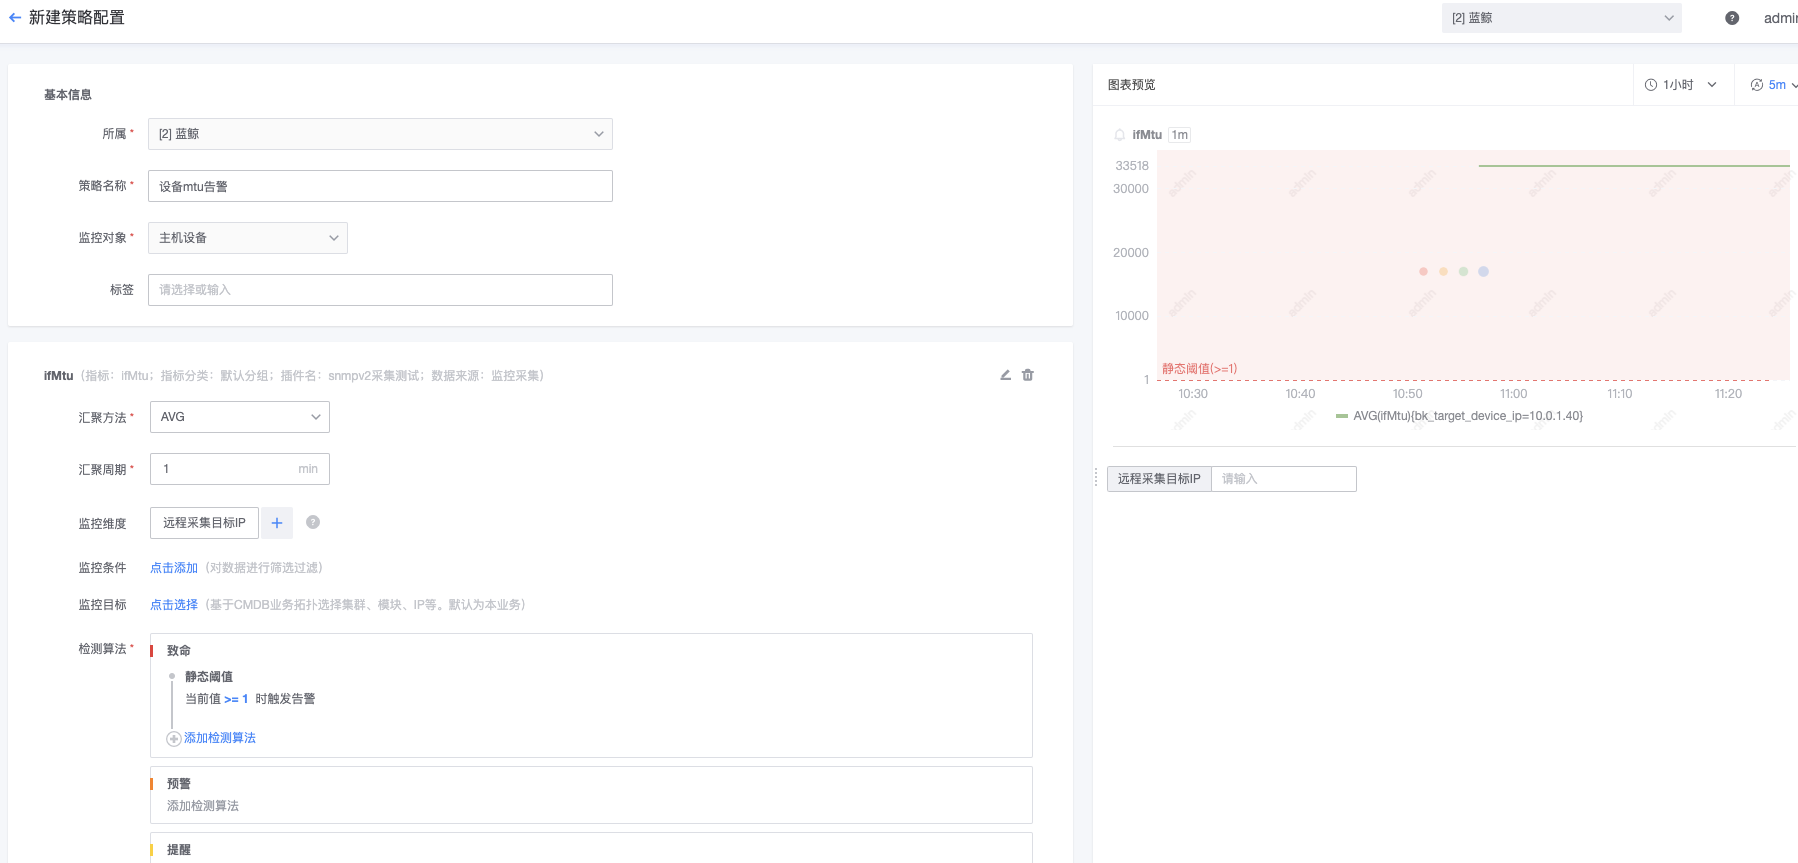 新建策略配置
[2] 蓝鲸
?
基本信息
所属 *
[2] 蓝鲸
策略名称 *
设备mtu告警
监控对象 *
主机设备
标签
请选择或输入
ifMtu（指标：ifMtu；指标分类：默认分组；插件名：snmpv2采集测试；数据来源：监控采集）
汇聚方法 *
AVG
汇聚周期 *
1 min
监控维度
远程采集目标IP
+
?
监控条件
点击添加（对数据进行筛选过滤）
监控目标
点击选择（基于CMDB业务拓扑选择集群、模块、IP等。默认为本业务）
检测算法 *
致命
静态阈值
当前值 >= 1 时触发告警
添加检测算法
预警
添加检测算法
提醒
图表预览
1小时
5m
ifMtu 1m
33518
30000
20000
10000
静态阈值(>=1)
1
10:30 10:40 10:50 11:00 11:10 11:20
AVG(ifMtu){bk_target_device_ip=10.0.1.40}
远程采集目标IP 请输入
admin
admin
admin
admin
admin
admin
admin
admin
admin
admin